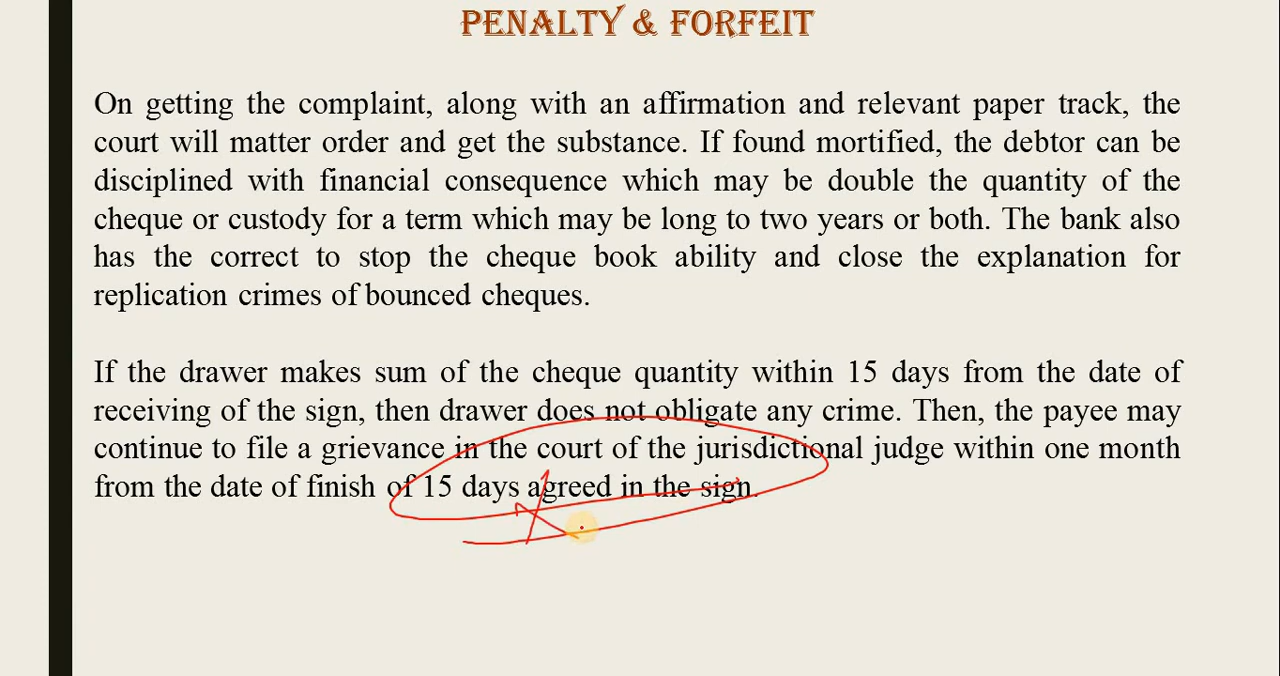 PENALTY & FORFEIT
On getting the complaint, along with an affirmation and relevant paper track, the
court will matter order and get the substance. If found mortified, the debtor can be
disciplined with financial consequence which may be double the quantity of the
cheque or custody for a term which may be long to two years or both. The bank also
has the correct to stop the cheque book ability and close the explanation for
replication crimes of bounced cheques.
If the drawer makes sum of the cheque quantity within 15 days from the date of
receiving of the sign, then drawer does not obligate any crime. Then, the payee may
continue to file a grievance in the court of the jurisdictional judge within one month
from the date of finish of 15 days agreed in the sign.